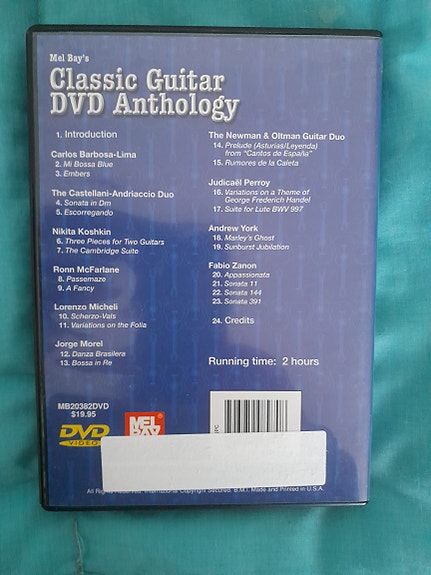 Mel Bay's
Classic Guitar
DVD Anthology
1. Introduction
Carlos Barbosa-Lima
2. Mi Bossa Blue
3. Embers
The Castellani-Andriaccio Duo
4. Sonata in Dm
5. Escorregando
Nikita Koshkin
6. Three Pieces for Two Guitars
7. The Cambridge Suite
Ronn McFarlane
8. Passemaze
9. A Fancy
Lorenzo Micheli
10. Scherzo-Vals
11. Variations on the Folia
Jorge Morel
12. Danza Brasilera
13. Bossa in Re
The Newman & Oltman Guitar Duo
14. Prelude (Asturias/Leyenda)
from "Cantos de España"
15. Rumores de la Caleta
Judicaël Perroy
16. Variations on a Theme of
George Frederich Handel
17. Suite for Lute BWV 997
Andrew York
18. Marley's Ghost
19. Sunburst Jubilation
Fabio Zanon
20. Appassionata
21. Sonata 11
22. Sonata 144
23. Sonata 391
24. Credits
Running time: 2 hours
MB20382DVD
$19.95
DVD
VIDEO
MEL
BAY
All Rights Reserved. International Copyright Secured. B.M.I. Made and Printed in U.S.A.